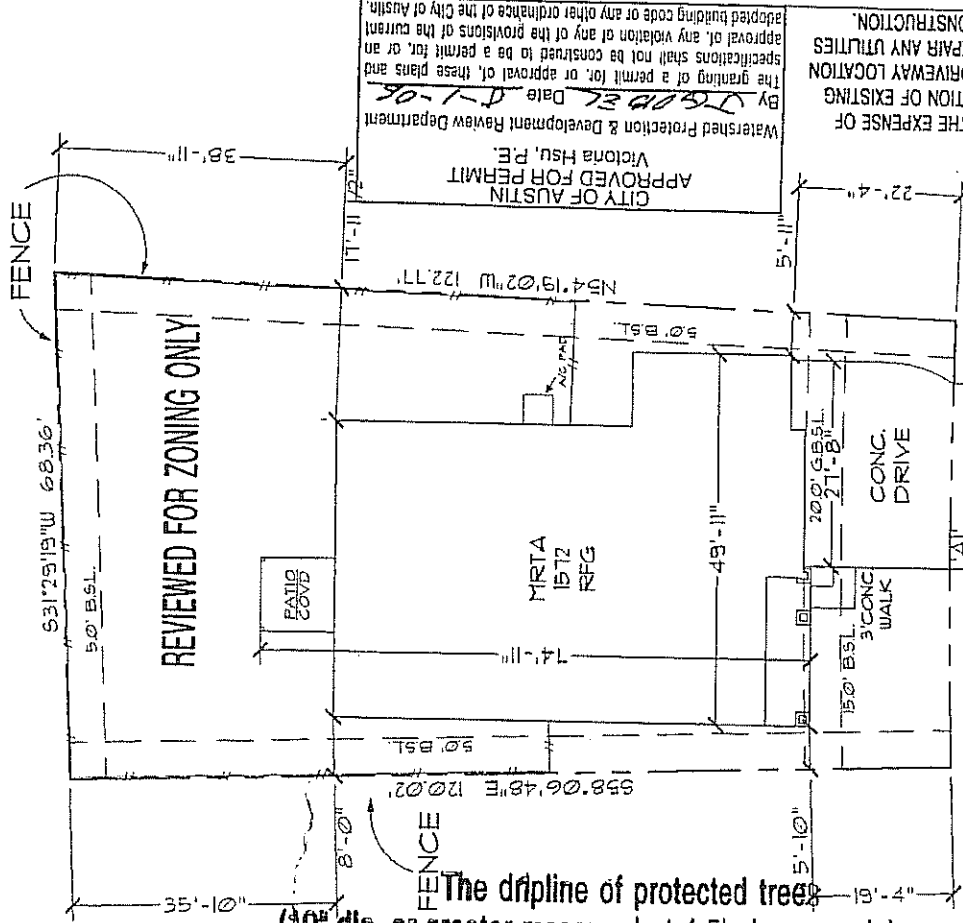 FENCE
S31°29'19"W 68.36'
5.0' B.S.L.
REVIEWED FOR ZONING ONLY
38'-11"
17'-11 1/2"
N54°19'02"W 122.77'
5.0' B.S.L.
A/C PAD
PATIO
COVD
MRTA
1572
RFG
49'-11"
74'-11"
5.0' B.S.L.
S58°06'48"E 120.02'
FENCE
35'-10"
8'-0"
5'-10"
19'-4"
5'-11"
22'-4"
20.0' G.B.S.L.
27'-8"
CONC.
DRIVE
15.0' B.S.L.
3' CONC.
WALK
CITY OF AUSTIN
APPROVED FOR PERMIT
Victoria Hsu, P.E.
Watershed Protection & Development Review Department
By Date
The granting of a permit for, or approval of, these plans and
specifications shall not be construed to be a permit for, or an
approval of, any violation of any of the provisions of the current
adopted building code or any other ordinance of the City of Austin.
THE EXPENSE OF
TION OF EXISTING
RIVEWAY LOCATION
PAIR ANY UTILITIES
ONSTRUCTION.
The dripline of protected trees